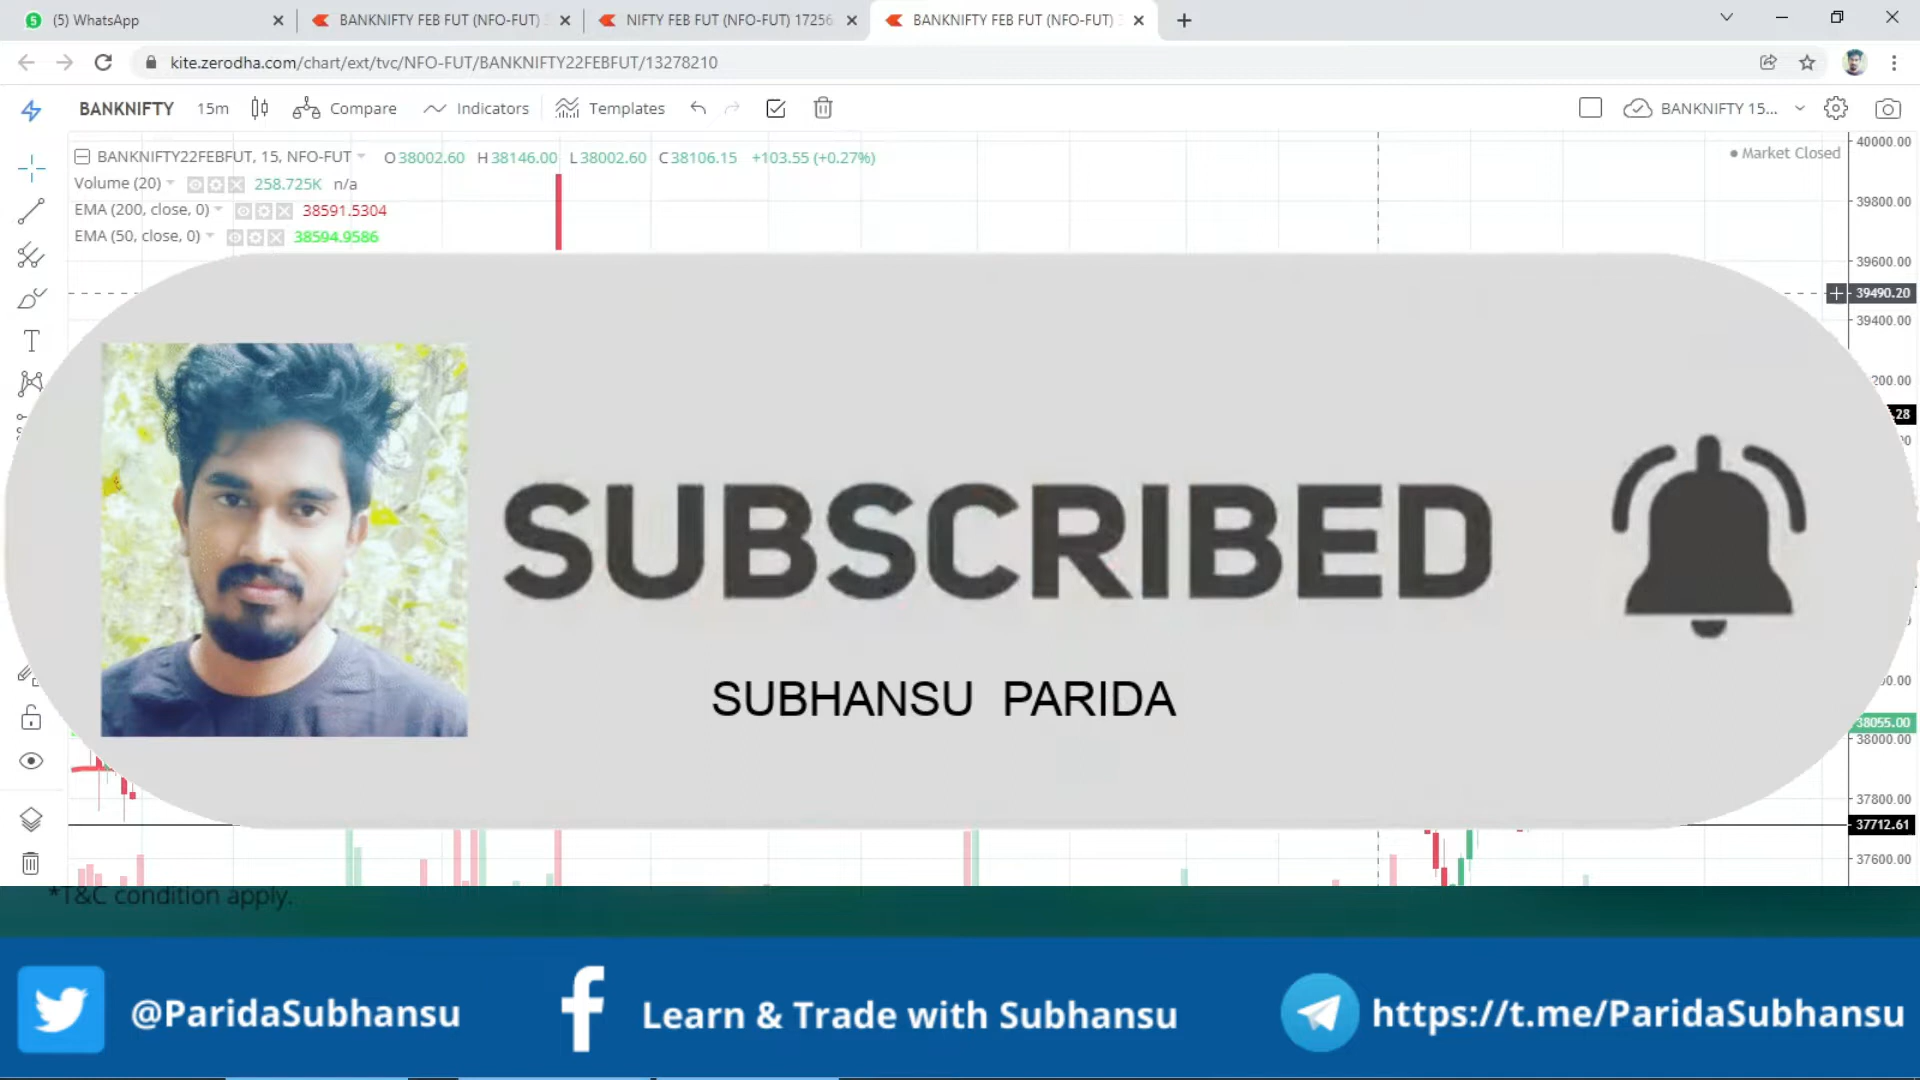 (5) WhatsApp
BANKNIFTY FEB FUT (NFO-FUT)
NIFTY FEB FUT (NFO-FUT) 17256
BANKNIFTY FEB FUT (NFO-FUT)
kite.zerodha.com/chart/ext/tvc/NFO-FUT/BANKNIFTY22FEBFUT/13278210
BANKNIFTY 15m Compare Indicators Templates BANKNIFTY 15...
BANKNIFTY22FEBFUT, 15, NFO-FUT O38002.60 H38146.00 L38002.60 C38106.15 +103.55 (+0.27%)
Market Closed
Volume (20) 258.725K n/a
EMA (200, close, 0) 38591.5304
EMA (50, close, 0) 38594.9586
40000.00
39800.00
39600.00
39490.20
39400.00
200.00
.28
SUBSCRIBED
SUBHANSU PARIDA
38055.00
38000.00
37800.00
37712.61
37600.00
*T&C condition apply.
@ParidaSubhansu
Learn & Trade with Subhansu
https://t.me/ParidaSubhansu